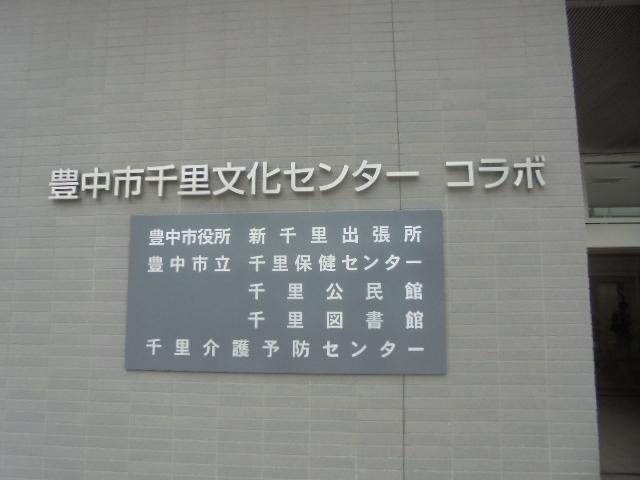 豊中市千里文化センター コラボ
豊中市役所 新千里出張所
豊中市立 千里保健センター
千里公民館
千里図書館
千里介護予防センター